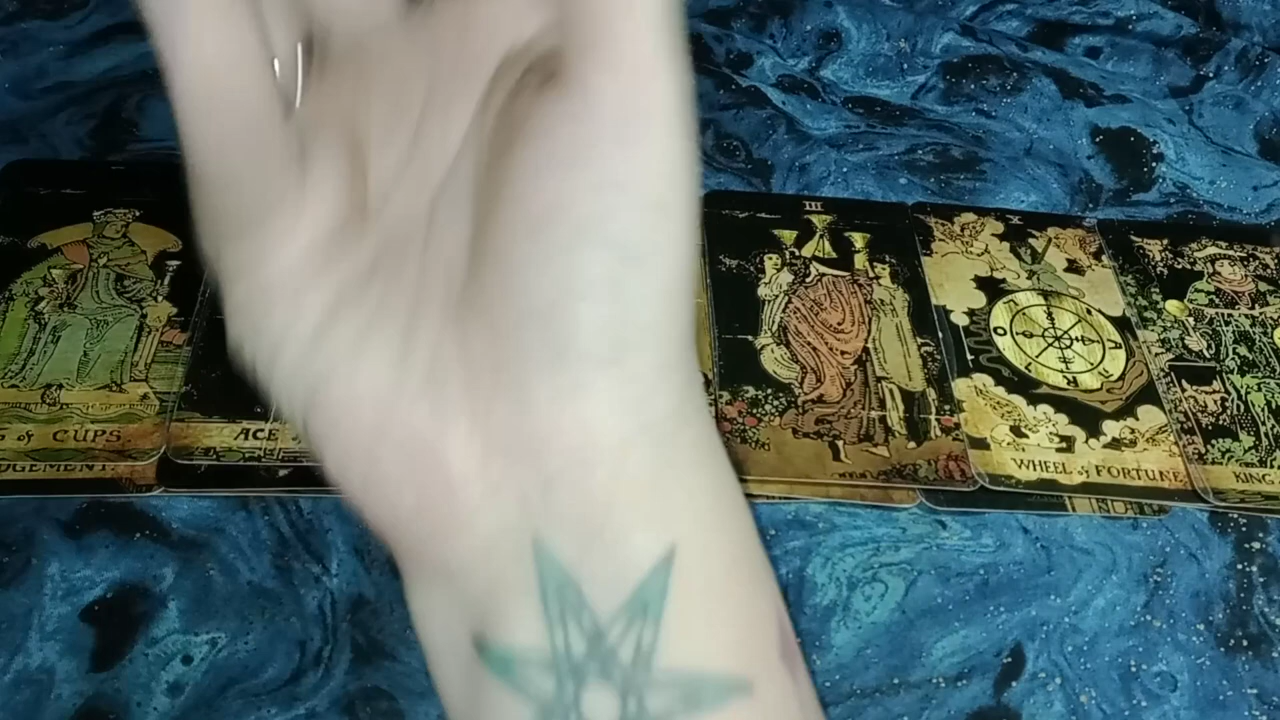 OF CUPS.
JUDGEMENT.
ACE
III
X
WHEEL of FORTUNE.
KING